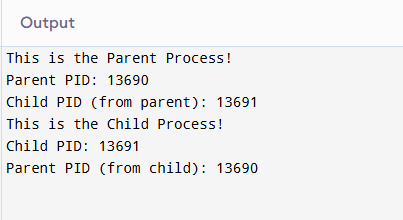 Output
This is the Parent Process!
Parent PID: 13690
Child PID (from parent): 13691
This is the Child Process!
Child PID: 13691
Parent PID (from child): 13690